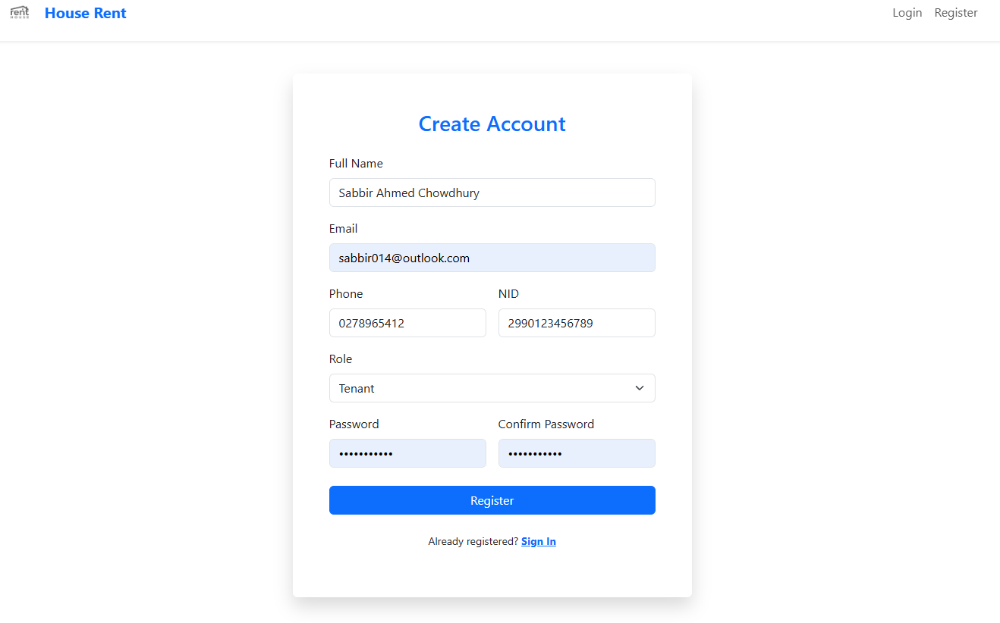 rent
HOUSE
House Rent
Login Register
Create Account
Full Name
Sabbir Ahmed Chowdhury
Email
sabbir014@outlook.com
Phone NID
0278965412 2990123456789
Role
Tenant
Password Confirm Password
••••••••••• •••••••••••
Register
Already registered? Sign In